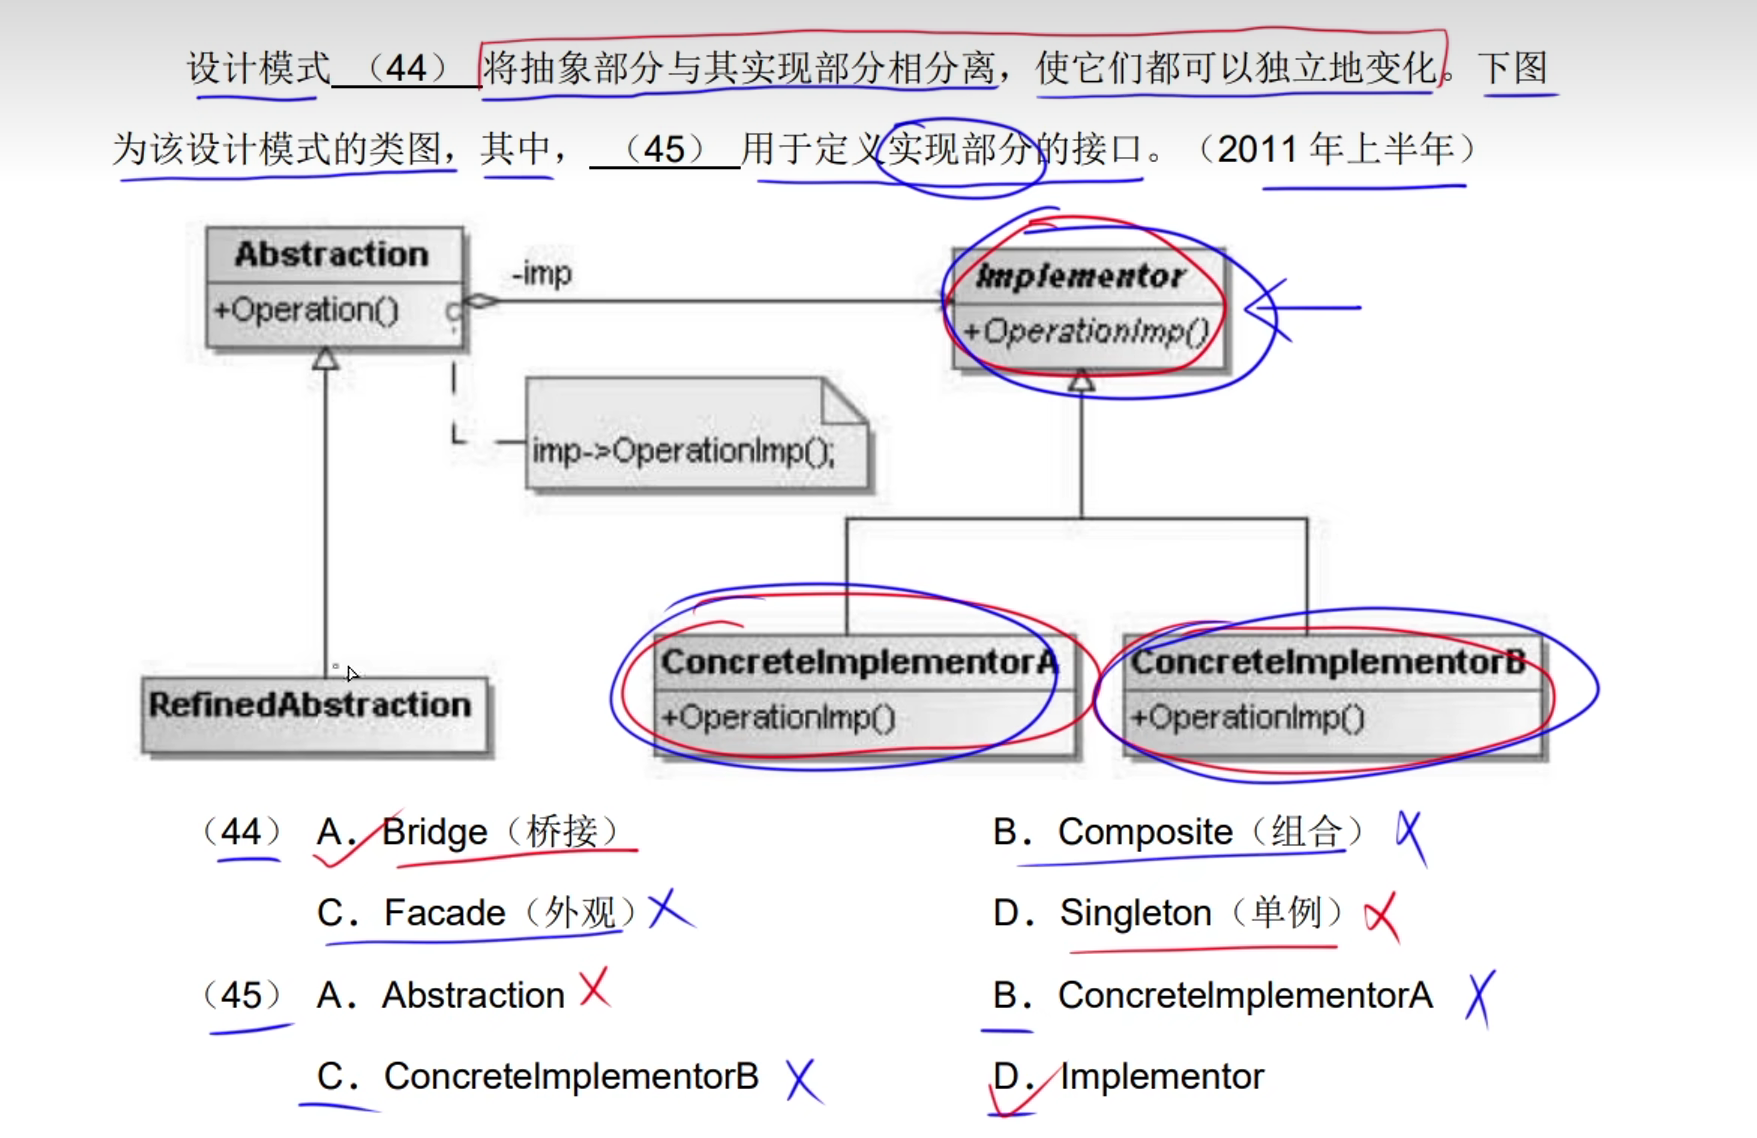 设计模式 （44） 将抽象部分与其实现部分相分离，使它们都可以独立地变化。下图
为该设计模式的类图，其中， （45） 用于定义实现部分的接口。（2011 年上半年）
Abstraction
+Operation()
-imp
Implementor
+OperationImp()
imp->OperationImp();
RefinedAbstraction
ConcreteImplementorA
+OperationImp()
ConcreteImplementorB
+OperationImp()
（44） A．Bridge（桥接） B．Composite（组合）
C．Facade（外观） D．Singleton（单例）
（45） A．Abstraction B．ConcreteImplementorA
C．ConcreteImplementorB D．Implementor